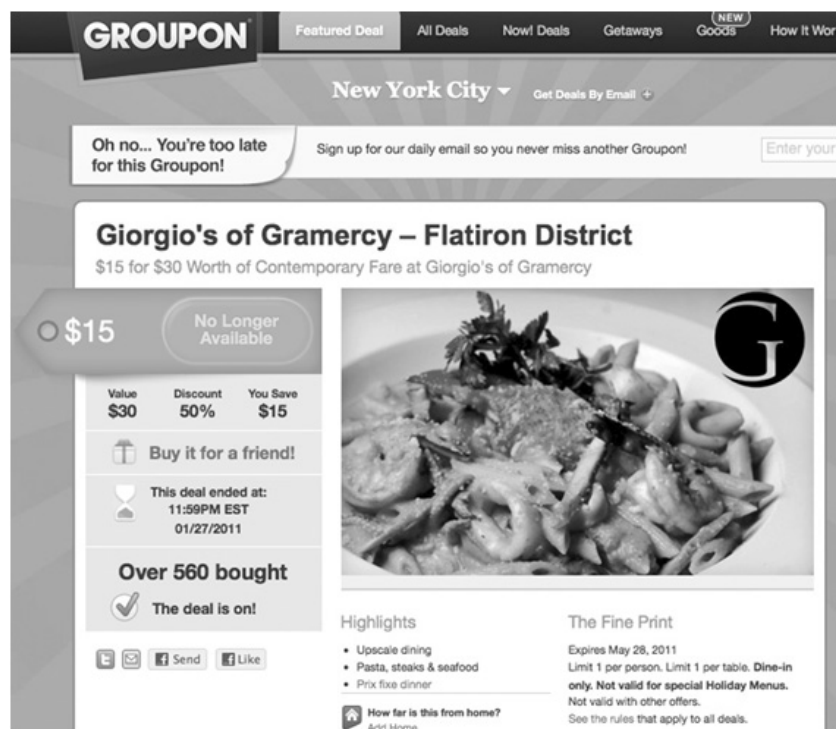 GROUPON
Featured Deal
All Deals
Now! Deals
Getaways
NEW
Goods
How It Wor
New York City
Get Deals By Email +
Oh no... You're too late
for this Groupon!
Sign up for our daily email so you never miss another Groupon!
Enter your
Giorgio's of Gramercy – Flatiron District
$15 for $30 Worth of Contemporary Fare at Giorgio's of Gramercy
$15
No Longer
Available
Value
Discount
You Save
$30
50%
$15
Buy it for a friend!
This deal ended at:
11:59PM EST
01/27/2011
Over 560 bought
The deal is on!
Send
Like
G
Highlights
• Upscale dining
• Pasta, steaks & seafood
• Prix fixe dinner
How far is this from home?
Add Home
The Fine Print
Expires May 28, 2011
Limit 1 per person. Limit 1 per table. Dine-in
only. Not valid for special Holiday Menus.
Not valid with other offers.
See the rules that apply to all deals.